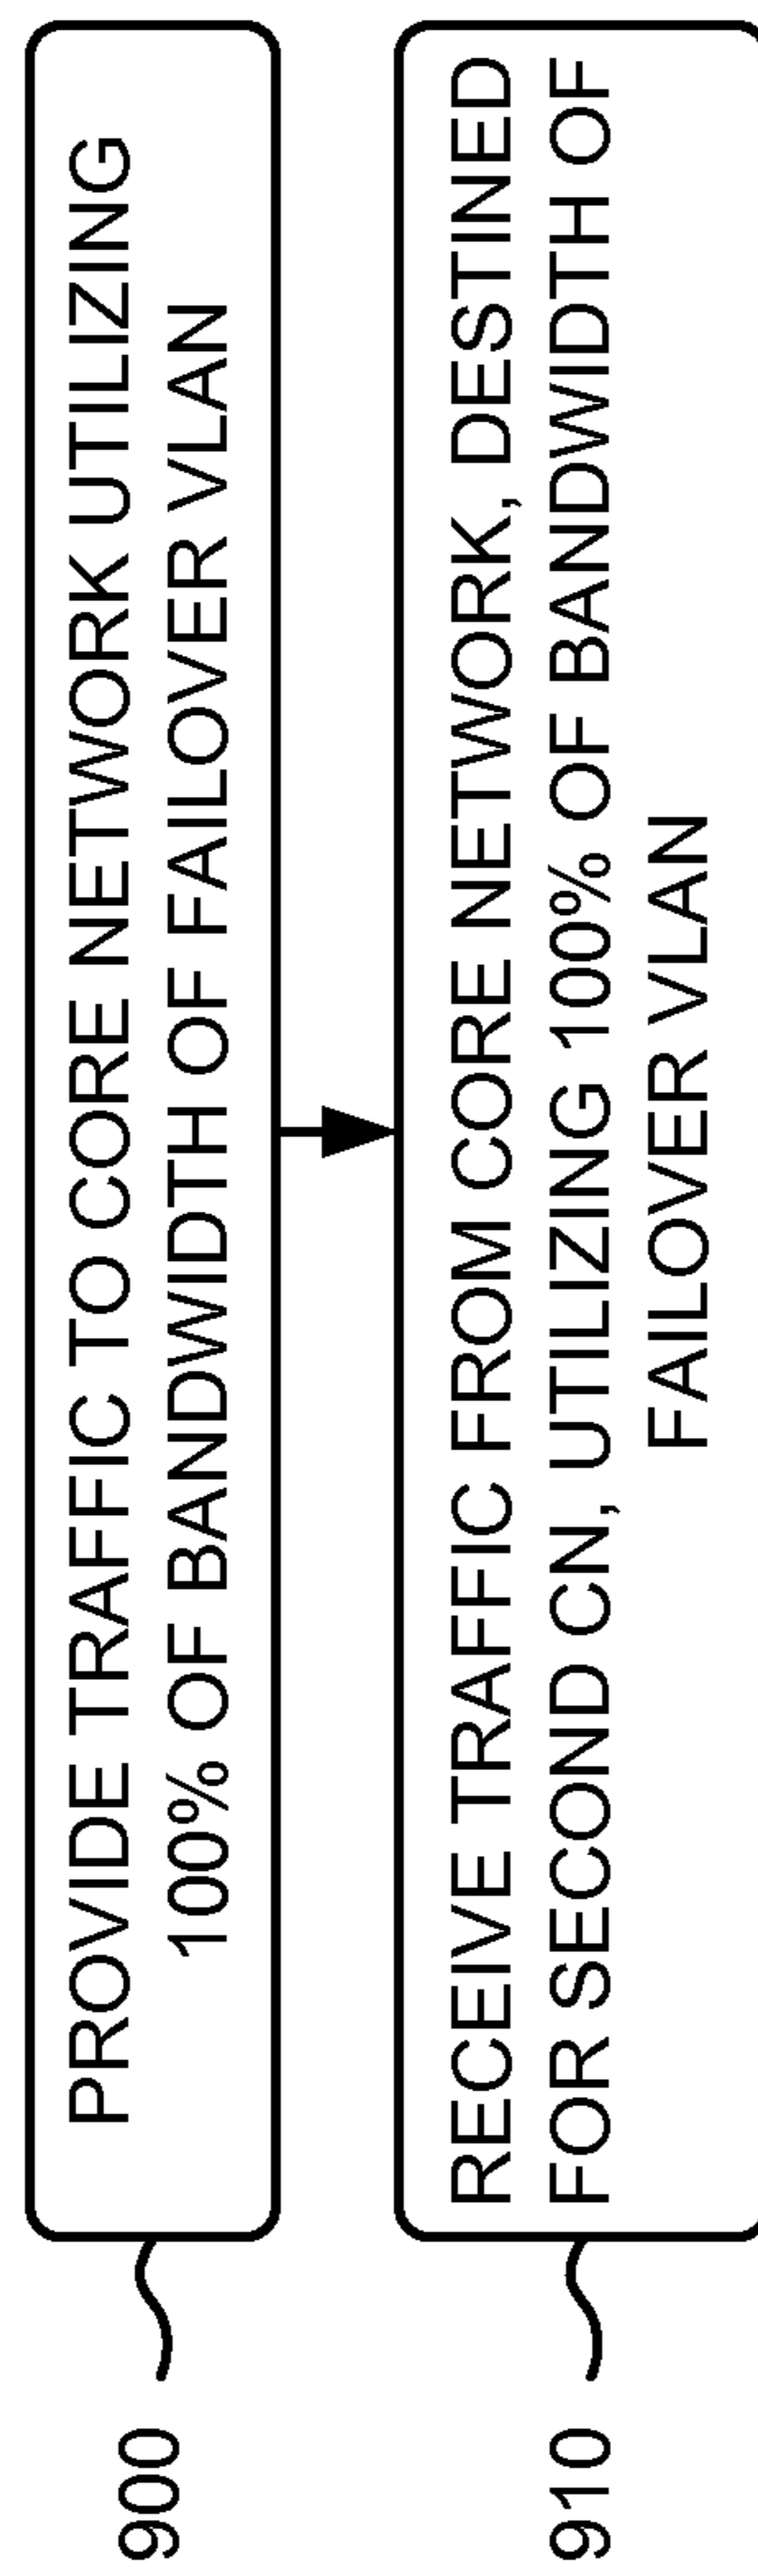 900
PROVIDE TRAFFIC TO CORE NETWORK UTILIZING
100% OF BANDWIDTH OF FAILOVER VLAN
910
RECEIVE TRAFFIC FROM CORE NETWORK, DESTINED
FOR SECOND CN, UTILIZING 100% OF BANDWIDTH OF
FAILOVER VLAN